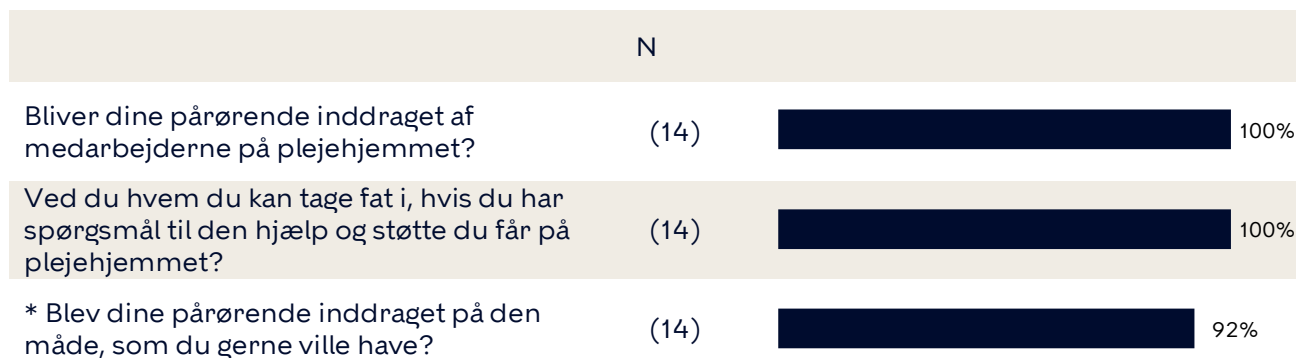 N
Bliver dine pårørende inddraget af
medarbejderne på plejehjemmet?
(14)
100%
Ved du hvem du kan tage fat i, hvis du har
spørgsmål til den hjælp og støtte du får på
plejehjemmet?
(14)
100%
* Blev dine pårørende inddraget på den
måde, som du gerne ville have?
(14)
92%